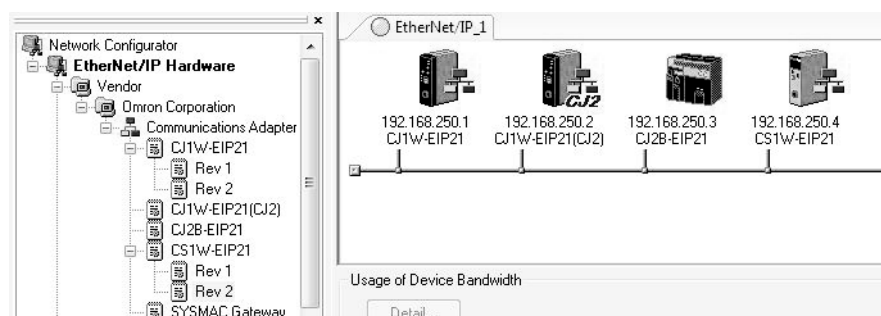 Network Configurator
EtherNet/IP Hardware
Vendor
Omron Corporation
Communications Adapter
CJ1W-EIP21
Rev 1
Rev 2
CJ1W-EIP21(CJ2)
CJ2B-EIP21
CS1W-EIP21
Rev 1
Rev 2
SYSMAC Gateway
EtherNet/IP_1
CJ2
192.168.250.1
CJ1W-EIP21
192.168.250.2
CJ1W-EIP21(CJ2)
192.168.250.3
CJ2B-EIP21
192.168.250.4
CS1W-EIP21
Usage of Device Bandwidth
Detail...